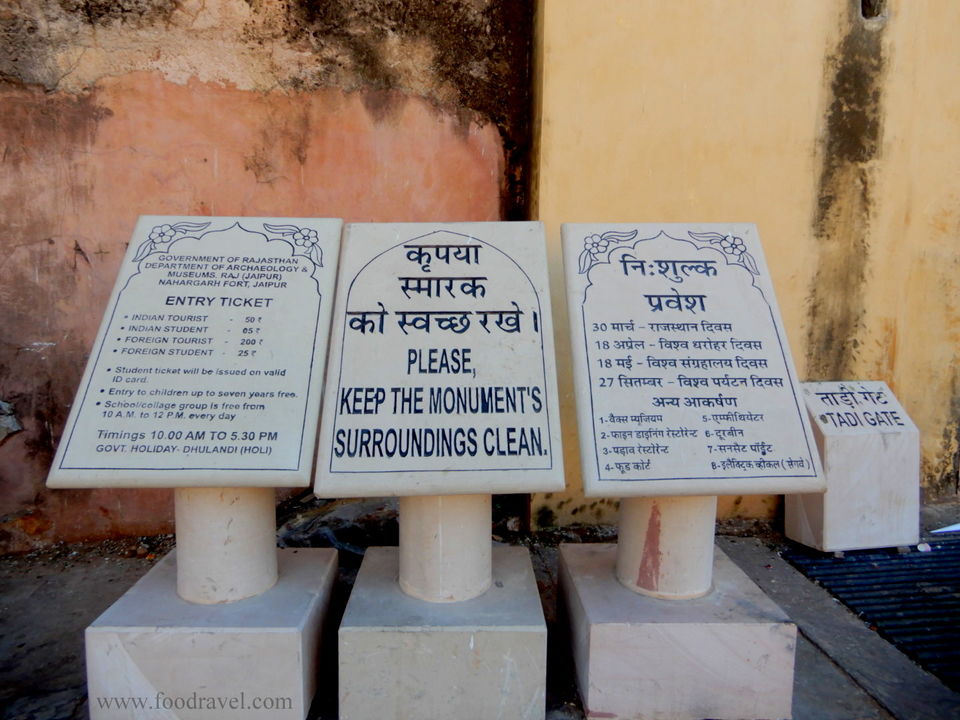 GOVERNMENT OF RAJASTHAN
DEPARTMENT OF ARCHAEOLOGY &
MUSEUMS, RAJ (JAIPUR)
NAHARGARH FORT, JAIPUR
ENTRY TICKET
• INDIAN TOURIST - 50 ₹
• INDIAN STUDENT - 05 ₹
• FOREIGN TOURIST - 200 ₹
• FOREIGN STUDENT - 25 ₹
• Student ticket will be issued on valid
ID card.
• Entry to children up to seven years free.
• School/collage group is free from
10 A.M. to 12 P.M. every day
Timings 10.00 AM TO 5.30 PM
GOVT. HOLIDAY- DHULANDI (HOLI)
कृपया
स्मारक
को स्वच्छ रखे।
PLEASE,
KEEP THE MONUMENT'S
SURROUNDINGS CLEAN.
निःशुल्क
प्रवेश
30 मार्च - राजस्थान दिवस
18 अप्रेल - विश्व धरोहर दिवस
18 मई - विश्व संग्रहालय दिवस
27 सितम्बर - विश्व पर्यटन दिवस
अन्य आकर्षण
1-वैक्स म्यूजियम 5-एम्फीथियेटर
2-फाइन डाइनिंग रेस्टोरेन्ट 6-दूरबीन
3-पड़ाव रेस्टोरेन्ट 7-सनसैट पॉईंट
4-फूड कोर्ट 8-इलैक्ट्रिक व्हीकल (सेगवे)
ताड़ी गेट
TADI GATE
www.foodravel.com